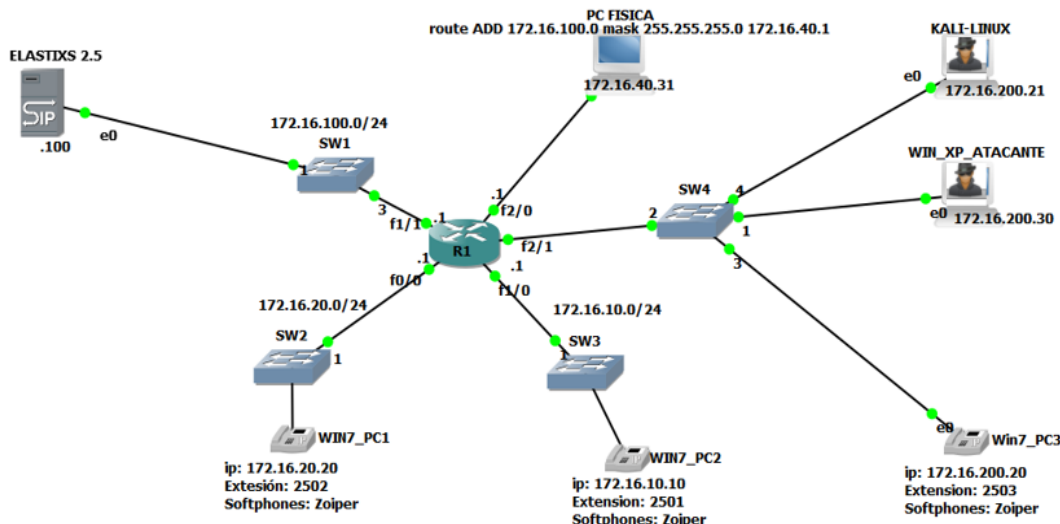 PC FISICA
route ADD 172.16.100.0 mask 255.255.255.0 172.16.40.1
172.16.40.31
KALI-LINUX
e0
172.16.200.21
ELASTIXS 2.5
SIP
.100
e0
172.16.100.0/24
SW1
1
3
f1/1
.1
.1
f2/0
R1
f2/1
.1
f0/0
.1
f1/0
WIN_XP_ATACANTE
e0
172.16.200.30
SW4
2
4
1
3
172.16.20.0/24
SW2
1
WIN7_PC1
ip: 172.16.20.20
Extesión: 2502
Softphones: Zoiper
172.16.10.0/24
SW3
1
WIN7_PC2
ip: 172.16.10.10
Extension: 2501
Softphones: Zoiper
e0
Win7_PC3
ip: 172.16.200.20
Extension: 2503
Softphones: Zoiper